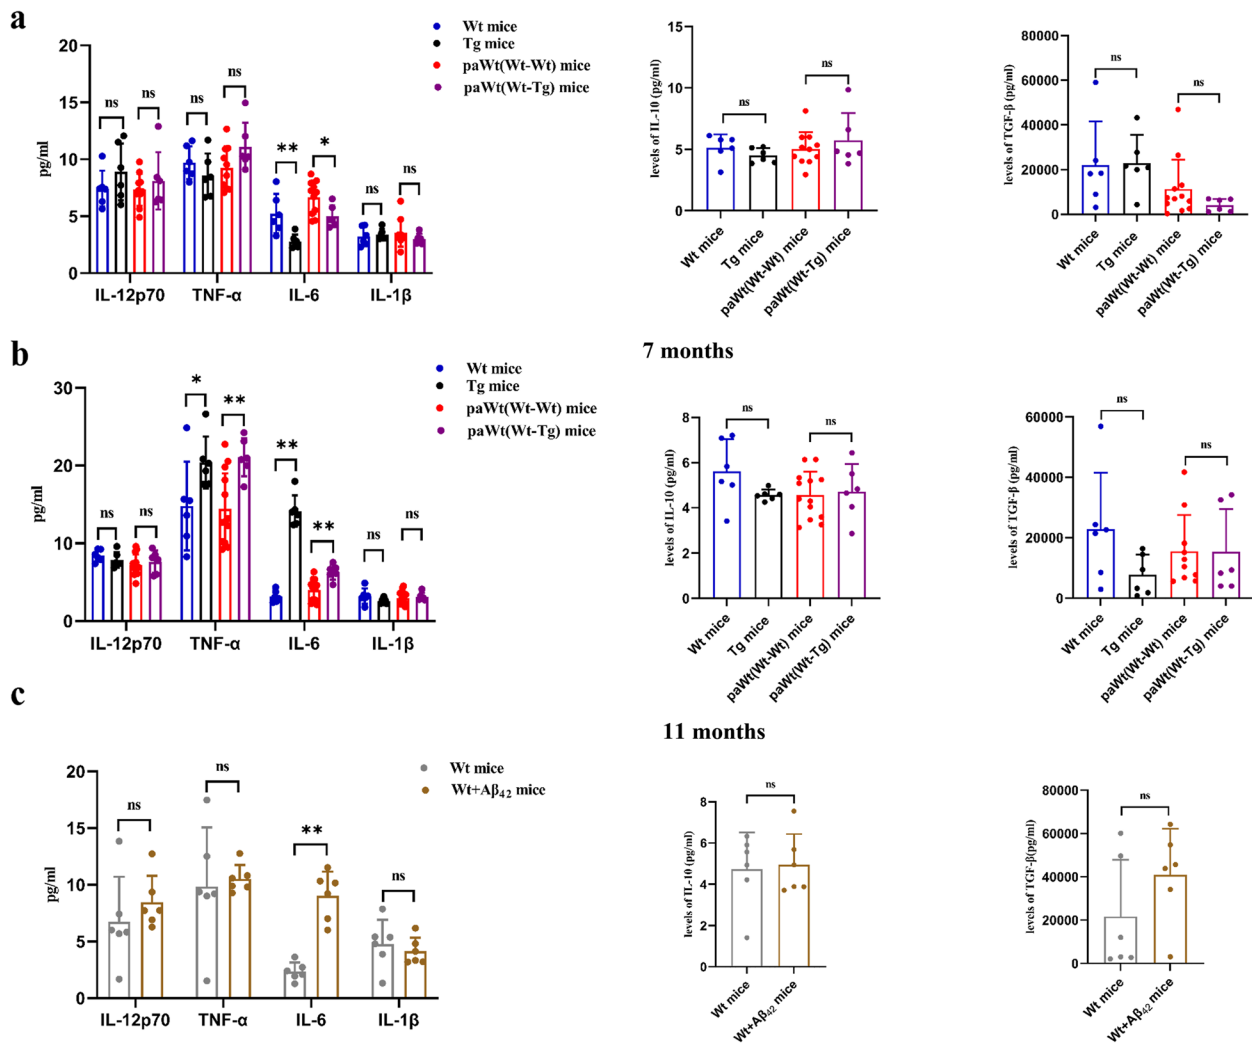 a
Wt mice
Tg mice
paWt(Wt-Wt) mice
paWt(Wt-Tg) mice
20
15
10
5
0
pg/ml
ns
ns
ns
ns
**
*
ns
ns
IL-12p70
TNF-α
IL-6
IL-1β
15
10
5
0
levels of IL-10 (pg/ml)
ns
ns
Wt mice
Tg mice
paWt(Wt-Wt) mice
paWt(Wt-Tg) mice
80000
60000
40000
20000
0
levels of TGF-β (pg/ml)
ns
ns
Wt mice
Tg mice
paWt(Wt-Wt) mice
paWt(Wt-Tg) mice
7 months
b
Wt mice
Tg mice
paWt(Wt-Wt) mice
paWt(Wt-Tg) mice
30
20
10
0
pg/ml
ns
ns
*
**
**
**
ns
ns
IL-12p70
TNF-α
IL-6
IL-1β
8
6
4
2
0
levels of IL-10 (pg/ml)
ns
ns
Wt mice
Tg mice
paWt(Wt-Wt) mice
paWt(Wt-Tg) mice
60000
40000
20000
0
levels of TGF-β (pg/ml)
ns
ns
Wt mice
Tg mice
paWt(Wt-Wt) mice
paWt(Wt-Tg) mice
11 months
c
Wt mice
Wt+Aβ₄₂ mice
20
15
10
5
0
pg/ml
ns
ns
**
ns
IL-12p70
TNF-α
IL-6
IL-1β
8
6
4
2
0
levels of IL-10 (pg/ml)
ns
Wt mice
Wt+Aβ₄₂ mice
80000
60000
40000
20000
0
levels of TGF-β(pg/ml)
ns
Wt mice
Wt+Aβ₄₂ mice